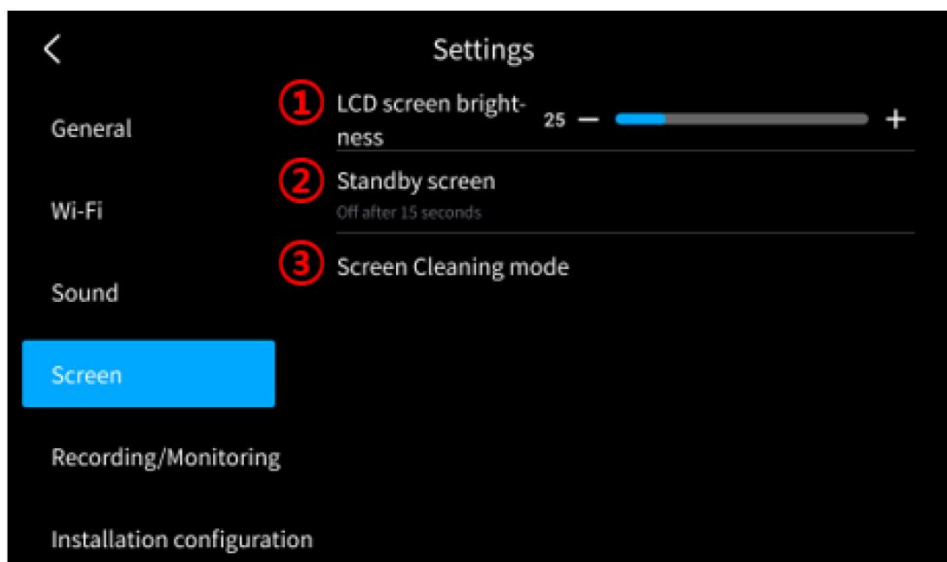 Settings
General
Wi-Fi
Sound
Screen
Recording/Monitoring
Installation configuration
① LCD screen bright-
ness
25 − +
② Standby screen
Off after 15 seconds
③ Screen Cleaning mode